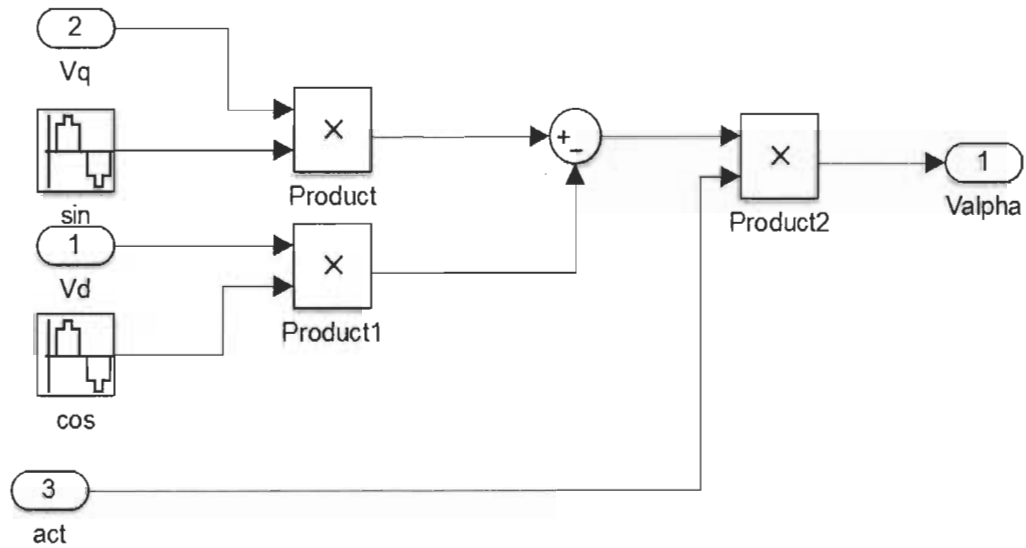 2
Vq
sin
1
Vd
cos
3
act
×
Product
×
Product1
+
−
×
Product2
1
Valpha